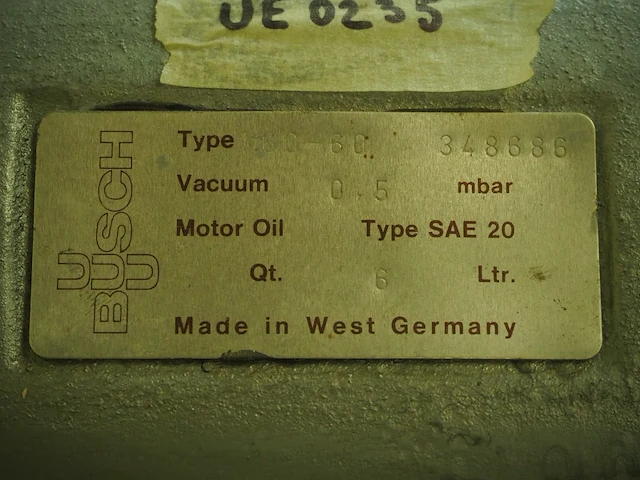 UE 0235
BUSCH
Type 348686
Vacuum 0.5 mbar
Motor Oil Type SAE 20
Qt. 6 Ltr.
Made in West Germany